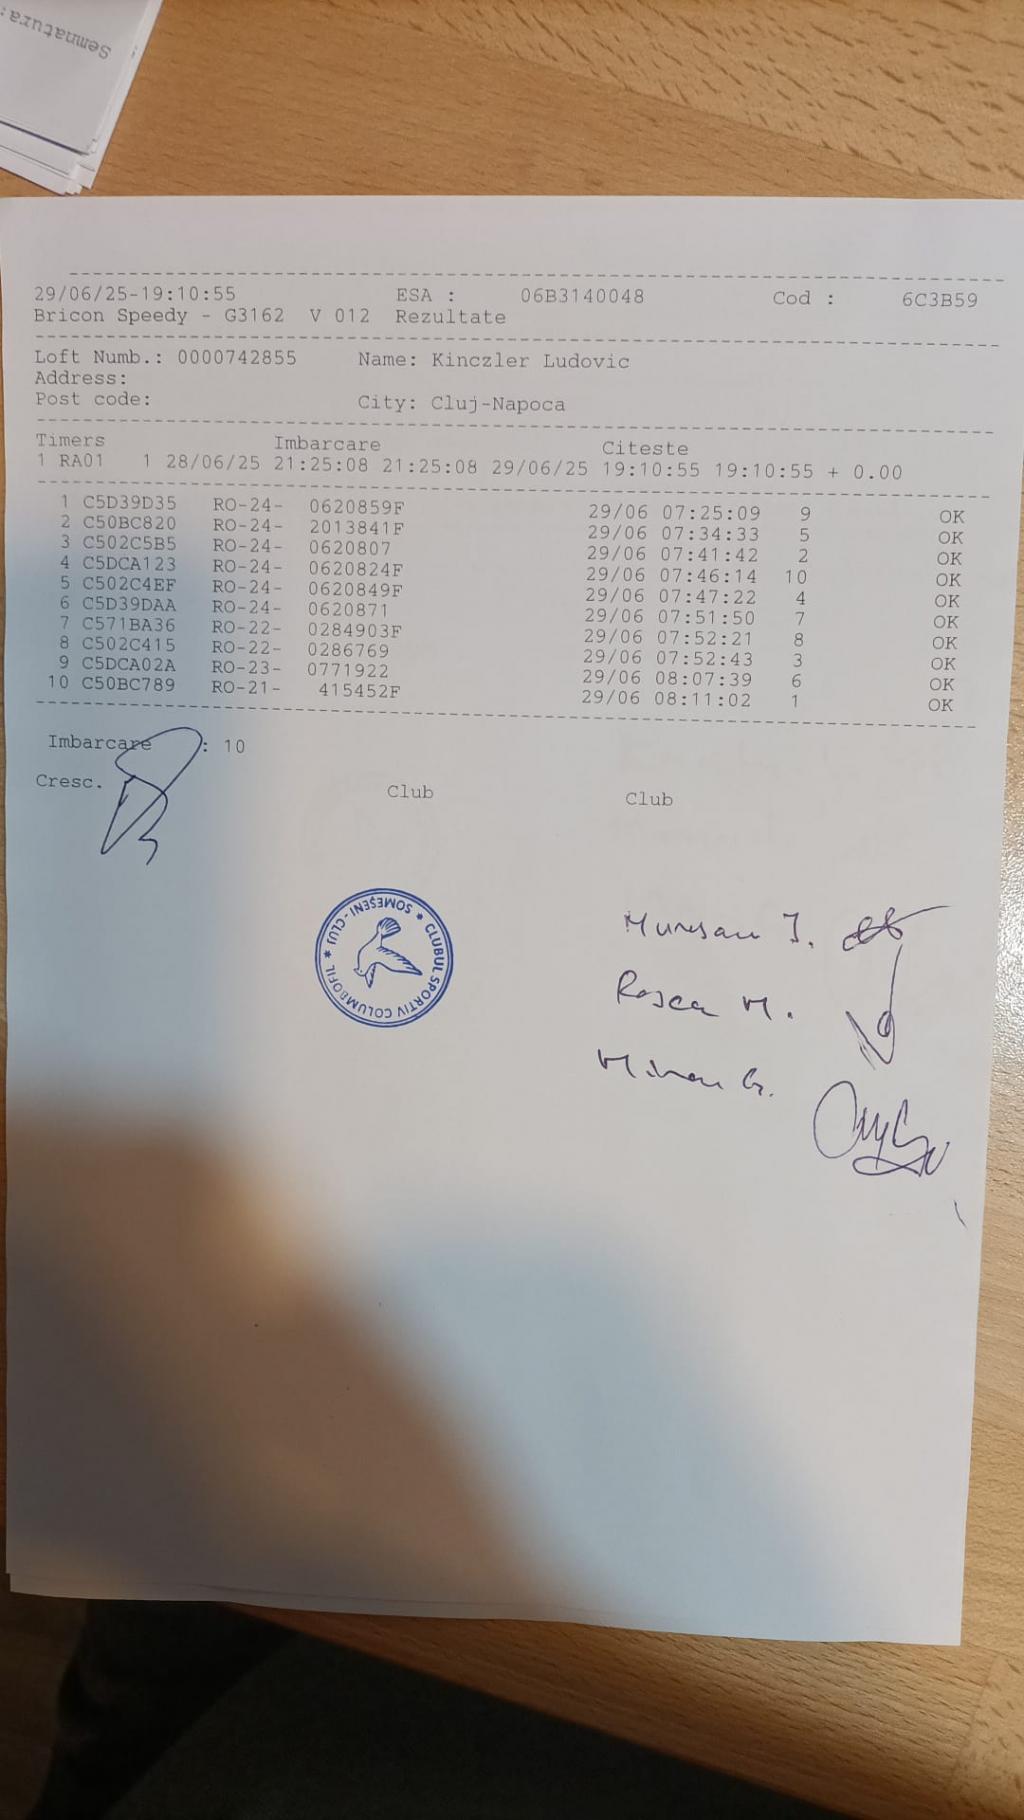 Semnatura:
29/06/25-19:10:55 ESA : 06B3140048 Cod : 6C3B59
Bricon Speedy - G3162 V 012 Rezultate
Loft Numb.: 0000742855 Name: Kinczler Ludovic
Address:
Post code: City: Cluj-Napoca
Timers Imbarcare Citeste
1 RA01 1 28/06/25 21:25:08 21:25:08 29/06/25 19:10:55 19:10:55 + 0.00
1 C5D39D35 RO-24- 0620859F 29/06 07:25:09 9 OK
2 C50BC820 RO-24- 2013841F 29/06 07:34:33 5 OK
3 C502C5B5 RO-24- 0620807 29/06 07:41:42 2 OK
4 C5DCA123 RO-24- 0620824F 29/06 07:46:14 10 OK
5 C502C4EF RO-24- 0620849F 29/06 07:47:22 4 OK
6 C5D39DAA RO-24- 0620871 29/06 07:51:50 7 OK
7 C571BA36 RO-22- 0284903F 29/06 07:52:21 8 OK
8 C502C415 RO-22- 0286769 29/06 07:52:43 3 OK
9 C5DCA02A RO-23- 0771922 29/06 08:07:39 6 OK
10 C50BC789 RO-21- 415452F 29/06 08:11:02 1 OK
Imbarcare : 10
Cresc. Club Club
CLUBUL SPORTIV COLUMBOFIL * SOMEŞENI - CLUJ *
Muresan I.
Rosca M.
G.